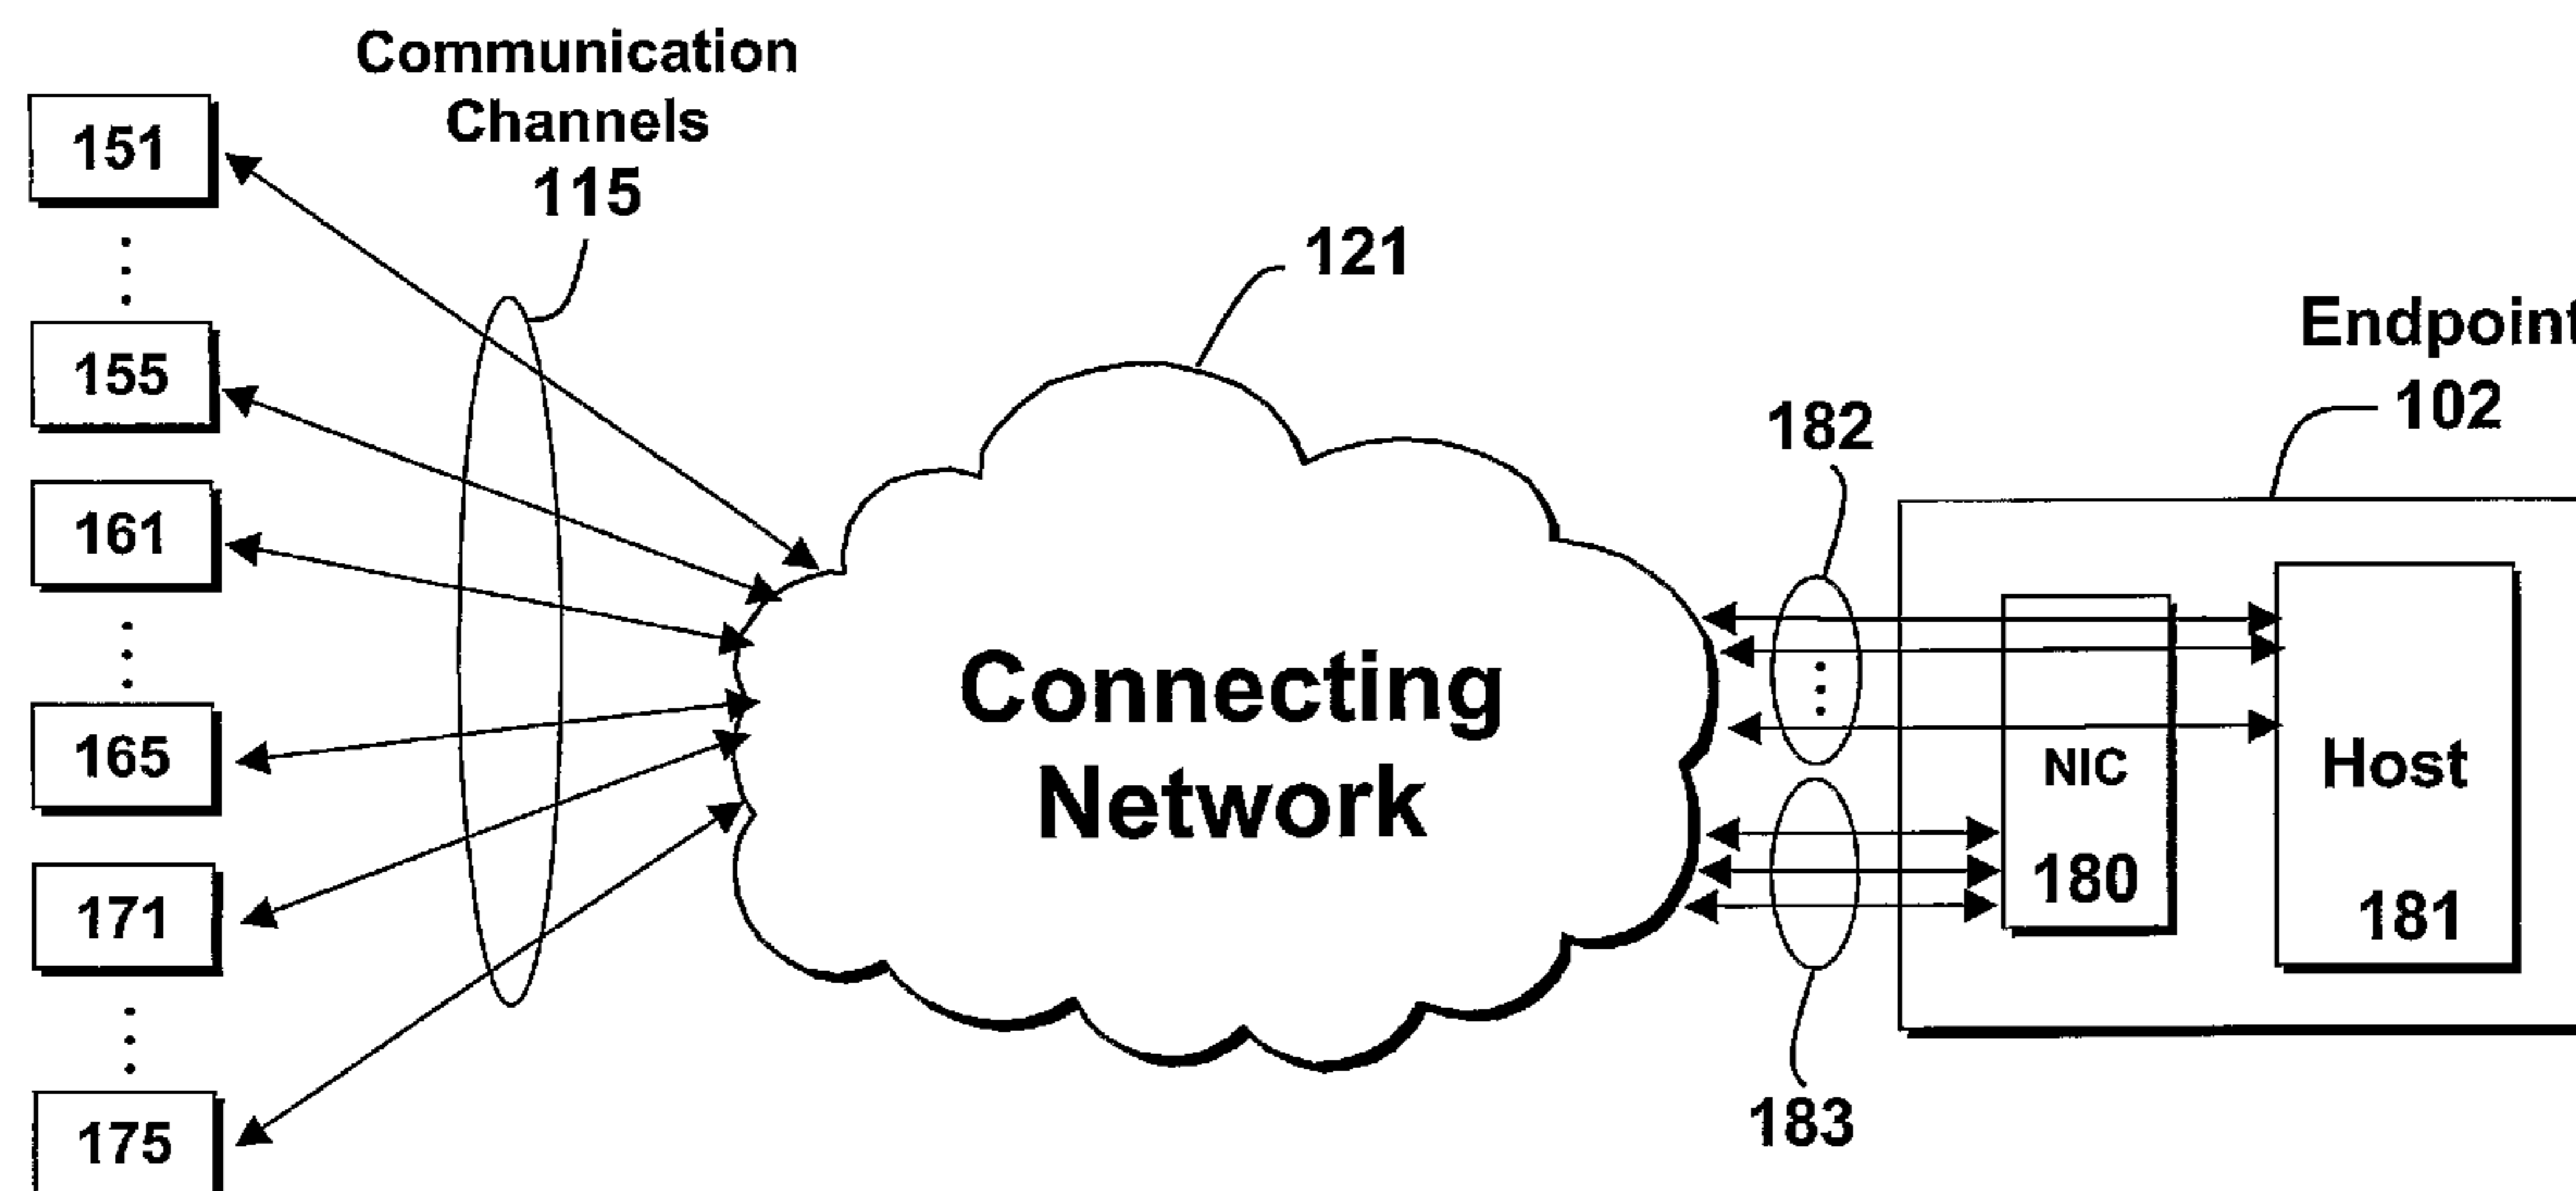 Communication
Channels
115
151
155
161
165
171
175
121
Connecting
Network
182
183
Endpoint
102
NIC
180
Host
181